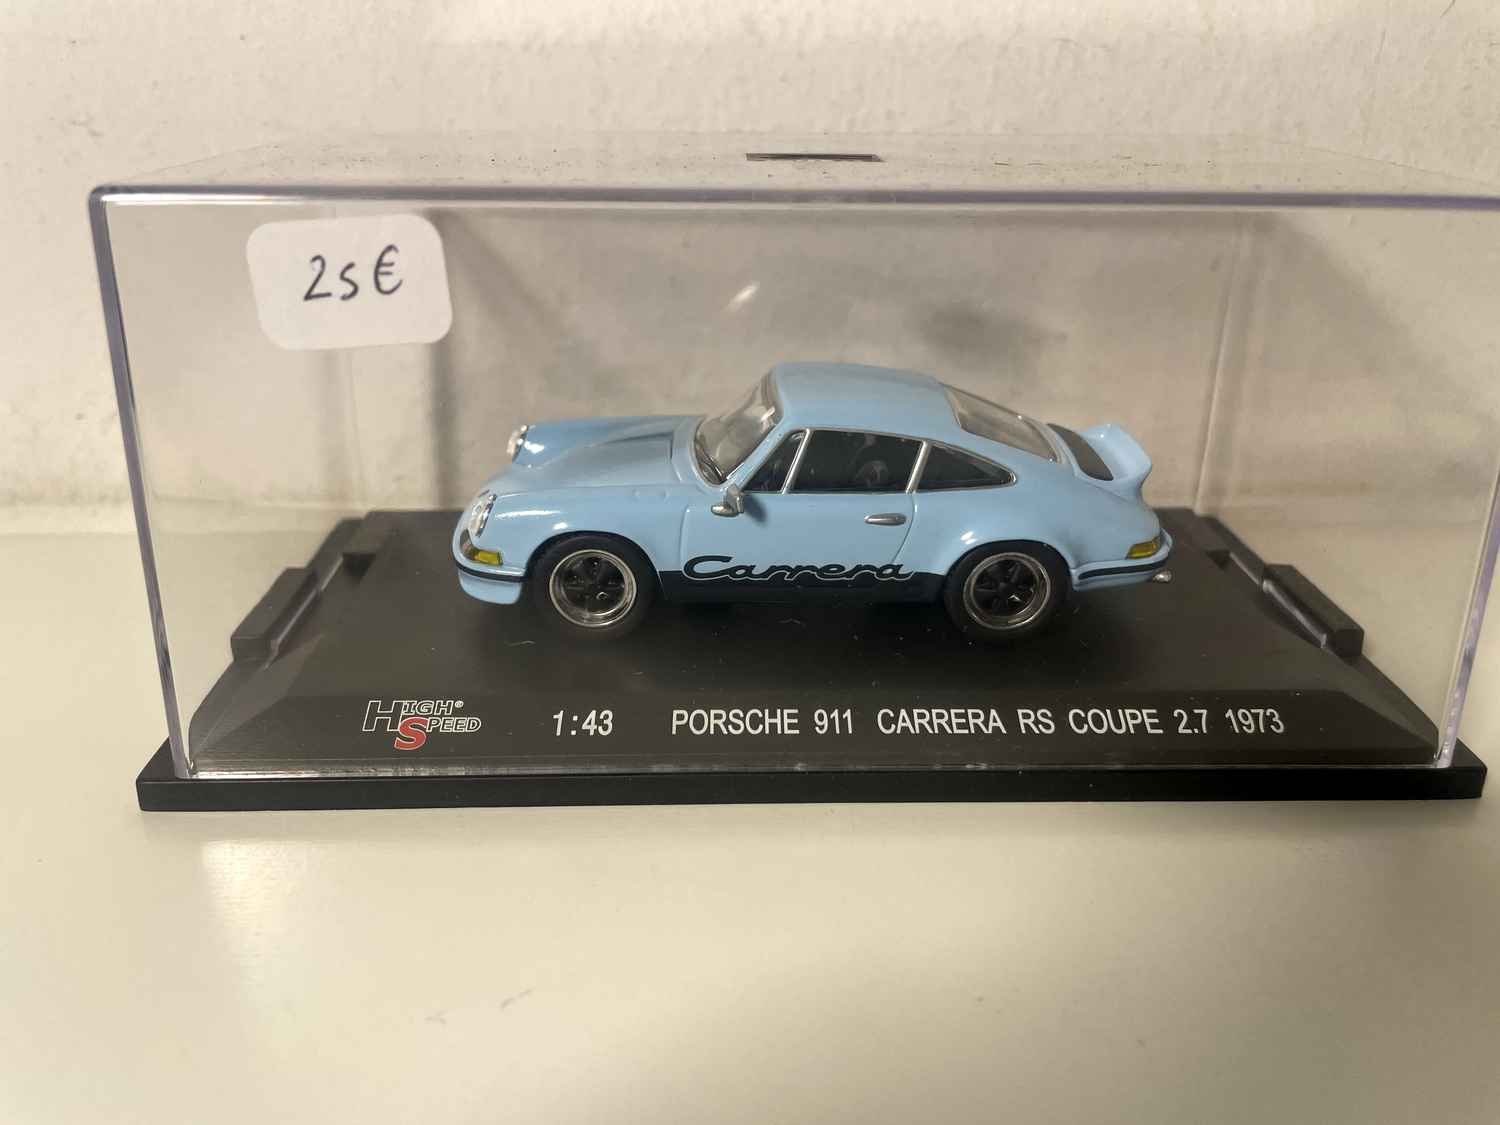 25€
Carrera
HIGH SPEED® 1:43 PORSCHE 911 CARRERA RS COUPE 2.7 1973